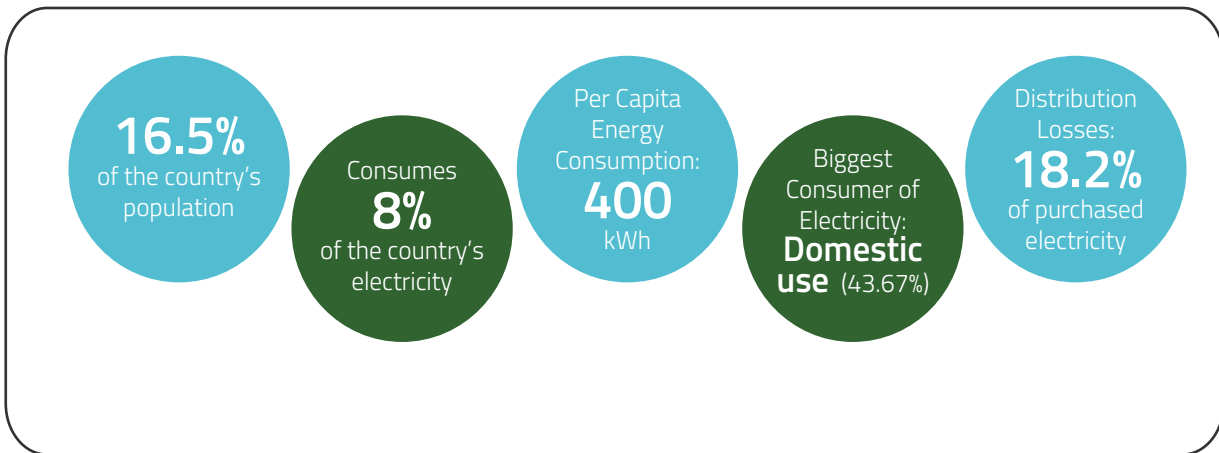 16.5%
of the country’s
population
Consumes
8%
of the country’s
electricity
Per Capita
Energy
Consumption:
400
kWh
Biggest
Consumer of
Electricity:
Domestic
use (43.67%)
Distribution
Losses:
18.2%
of purchased
electricity